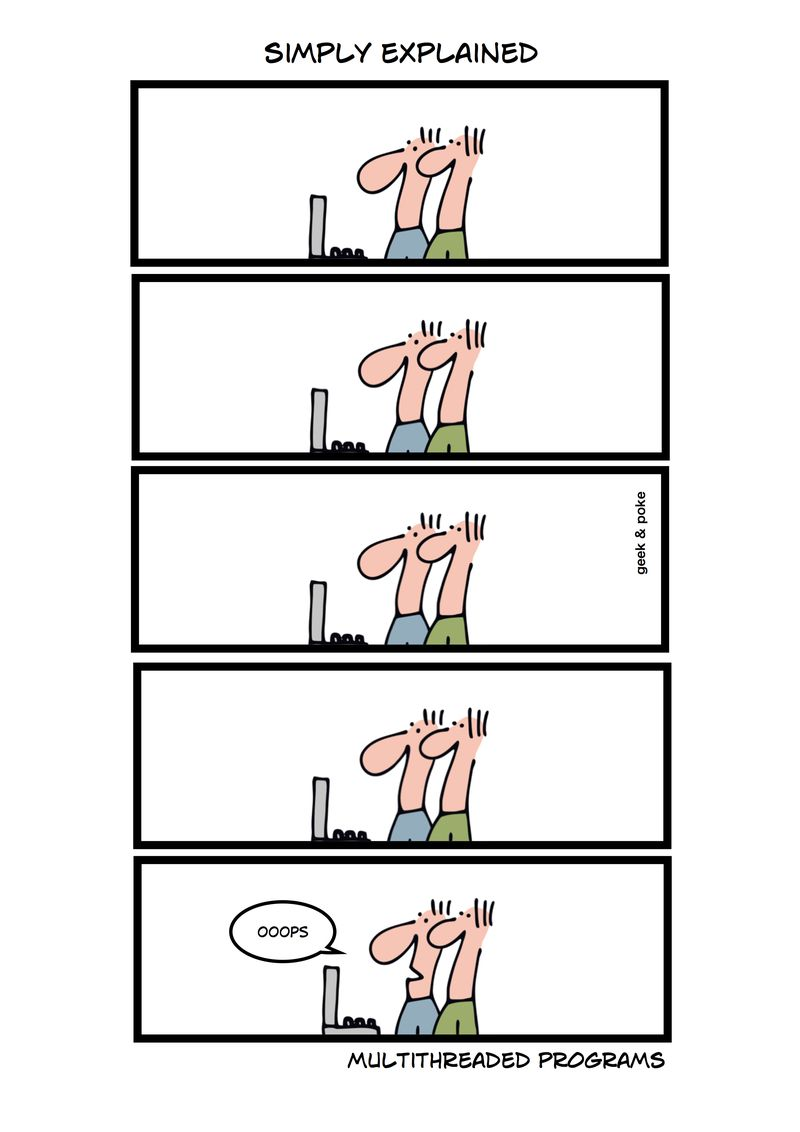 SIMPLY EXPLAINED
geek & poke
OOOPS
MULTITHREADED PROGRAMS